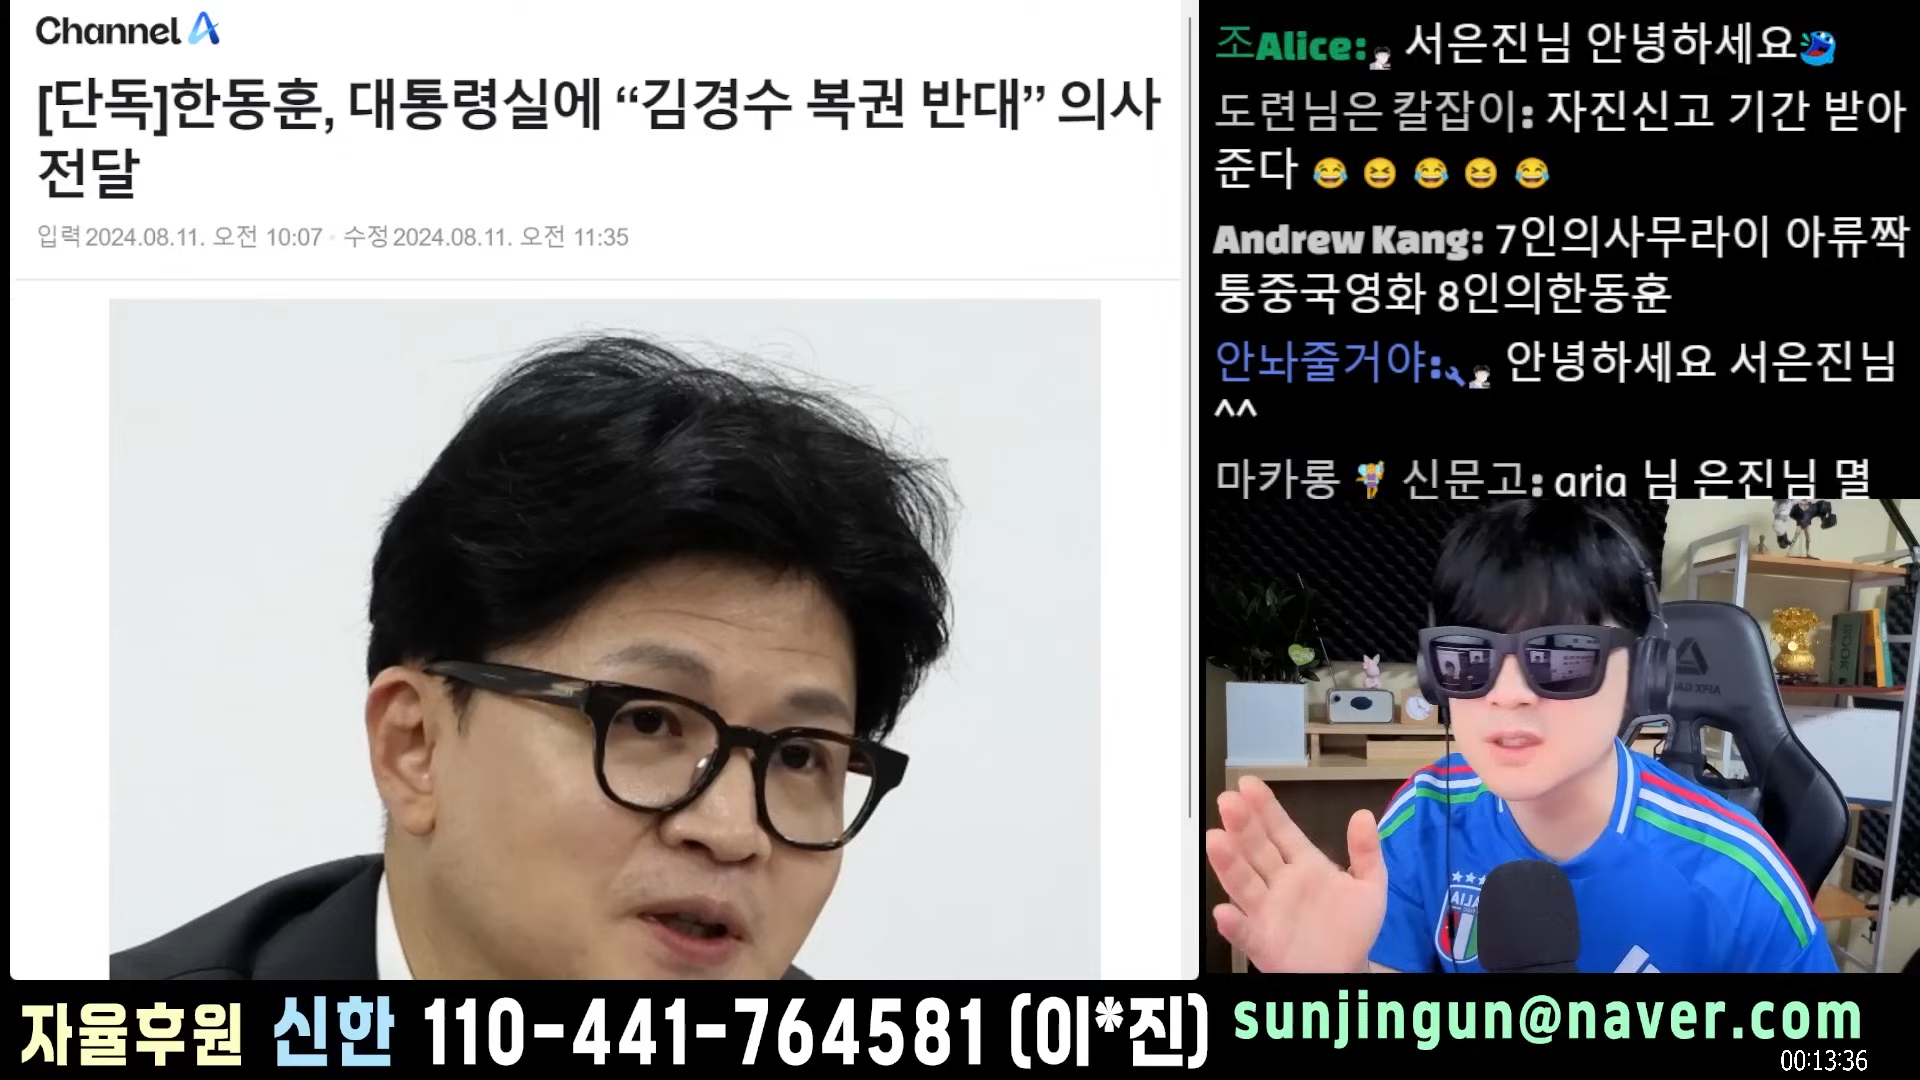 Channel A
[단독]한동훈, 대통령실에 “김경수 복권 반대” 의사
전달
입력 2024.08.11. 오전 10:07 · 수정 2024.08.11. 오전 11:35
조Alice: 서은진님 안녕하세요
도련님은 칼잡이: 자진신고 기간 받아
준다 😂 😆 😂 😆 😂
Andrew Kang: 7인의사무라이 아류짝
퉁중국영화 8인의한동훈
안놔줄거야: 안녕하세요 서은진님
^^
마카롱 🧚 신문고: aria 님 은진님 멸
자율후원 신한 110-441-764581 (이*진)
sunjingun@naver.com
00:13:36